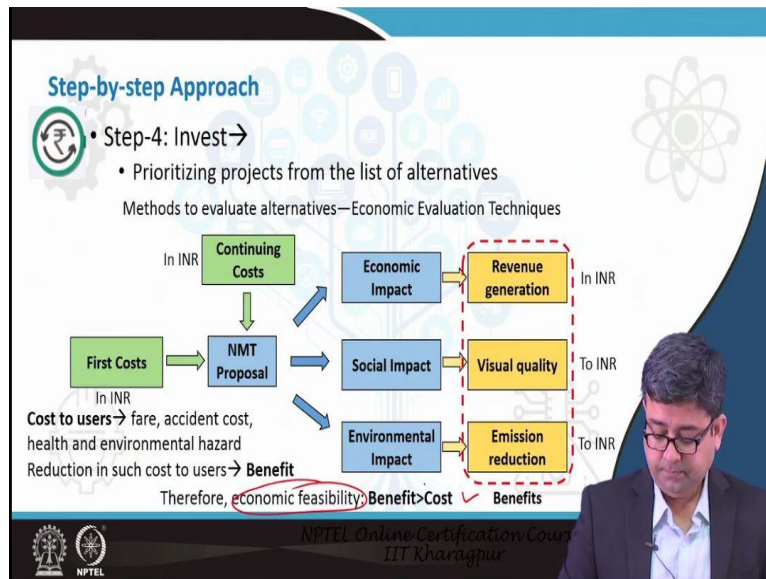 Step-by-step Approach
• Step-4: Invest→
• Prioritizing projects from the list of alternatives
Methods to evaluate alternatives—Economic Evaluation Techniques
In INR
Continuing
Costs
Economic
Impact
Revenue
generation
In INR
First Costs
NMT
Proposal
Social Impact
Visual quality
To INR
In INR
Cost to users→ fare, accident cost,
health and environmental hazard
Reduction in such cost to users→ Benefit
Environmental
Impact
Emission
reduction
To INR
Therefore, economic feasibility: Benefit>Cost ✓ Benefits
NPTEL Online Certification
IIT Kharagpur
NPTEL